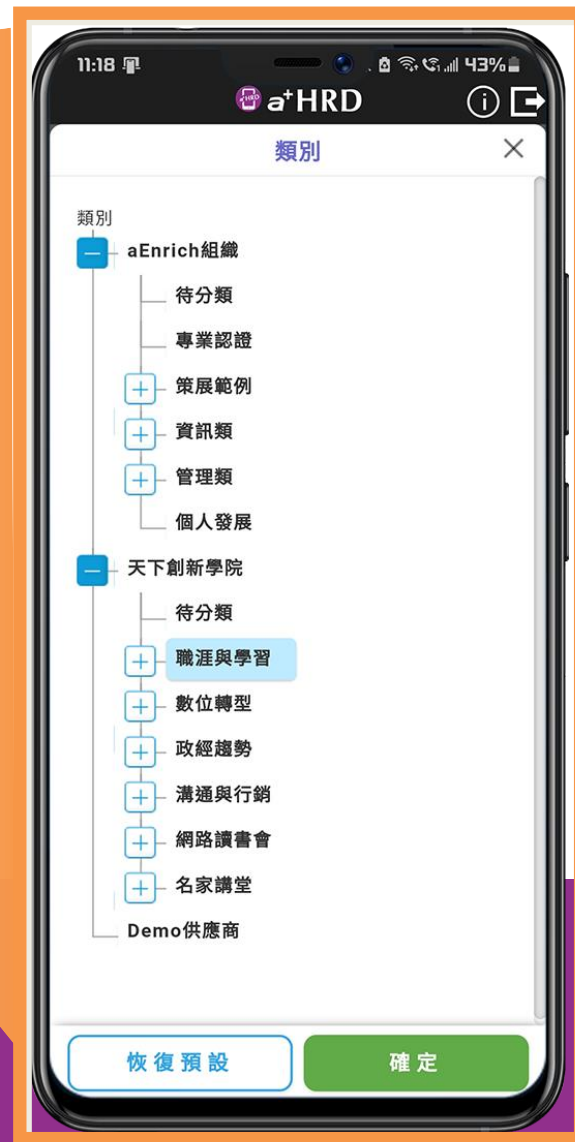 11:18 43%
HRD a+HRD
類別
類別
aEnrich組織
待分類
專業認證
策展範例
資訊類
管理類
個人發展
天下創新學院
待分類
職涯與學習
數位轉型
政經趨勢
溝通與行銷
網路讀書會
名家講堂
Demo供應商
恢復預設 確定